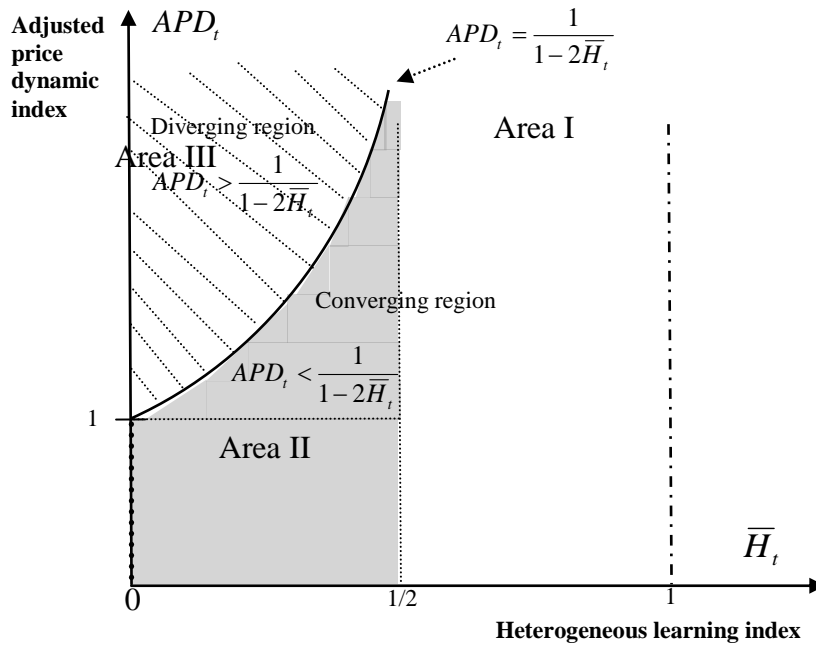 Adjusted
price
dynamic
index
APD_t
APD_t = 1 / (1 − 2H̅_t)
Area I
Diverging region
Area III
APD_t > 1 / (1 − 2H̅_t)
Converging region
APD_t < 1 / (1 − 2H̅_t)
1
Area II
H̅_t
0
1/2
1
Heterogeneous learning index